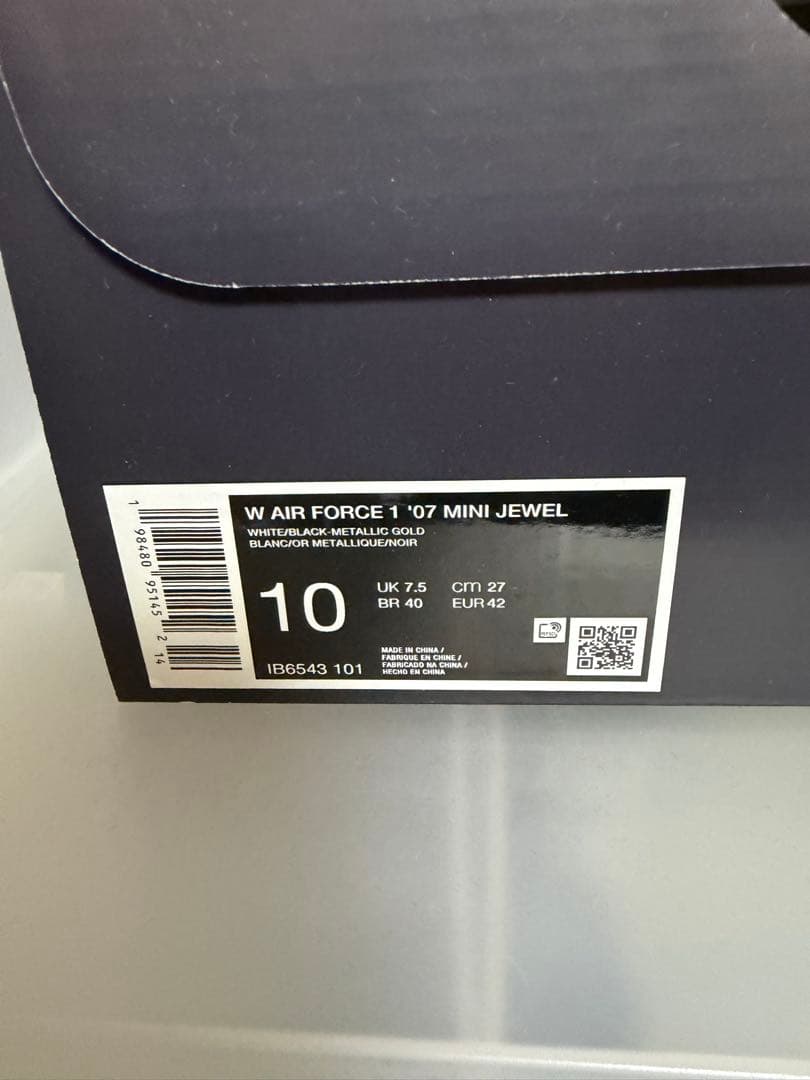 W AIR FORCE 1 '07 MINI JEWEL
WHITE/BLACK-METALLIC GOLD
BLANC/OR METALLIQUE/NOIR
10
UK 7.5 CM 27
BR 40 EUR 42
MADE IN CHINA /
FABRIQUE EN CHINE /
FABRICADO NA CHINA /
HECHO EN CHINA
IB6543 101
1 98480 95145 2 14